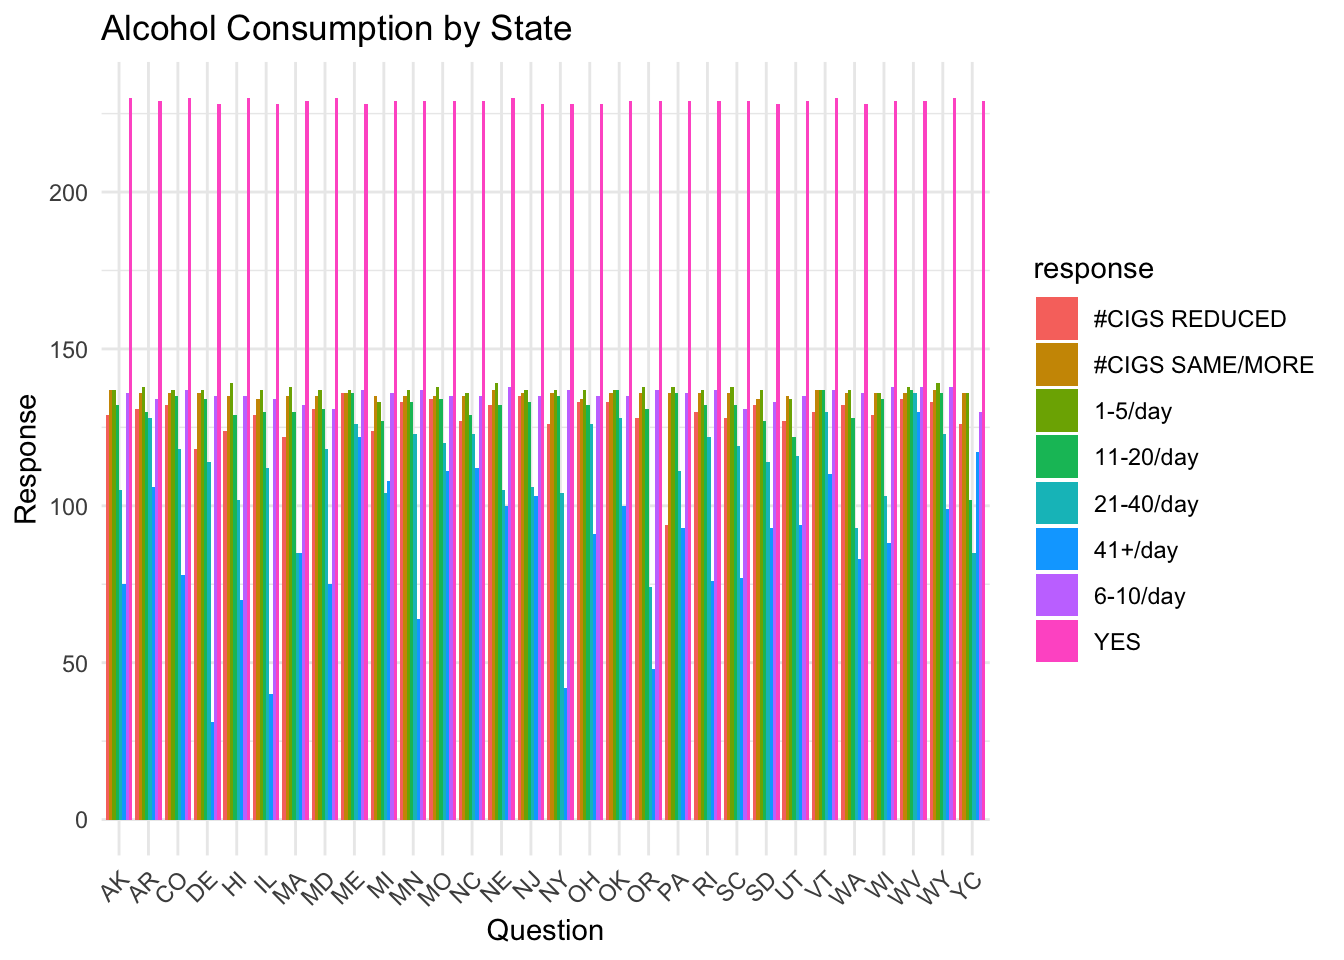 Alcohol Consumption by State
Response
200
150
100
50
0
AK AR CO DE HI IL MA MD ME MI MN MO NC NE NJ NY OH OK OR PA RI SC SD UT VT WA WI WV WY YC
Question
response
#CIGS REDUCED
#CIGS SAME/MORE
1-5/day
11-20/day
21-40/day
41+/day
6-10/day
YES